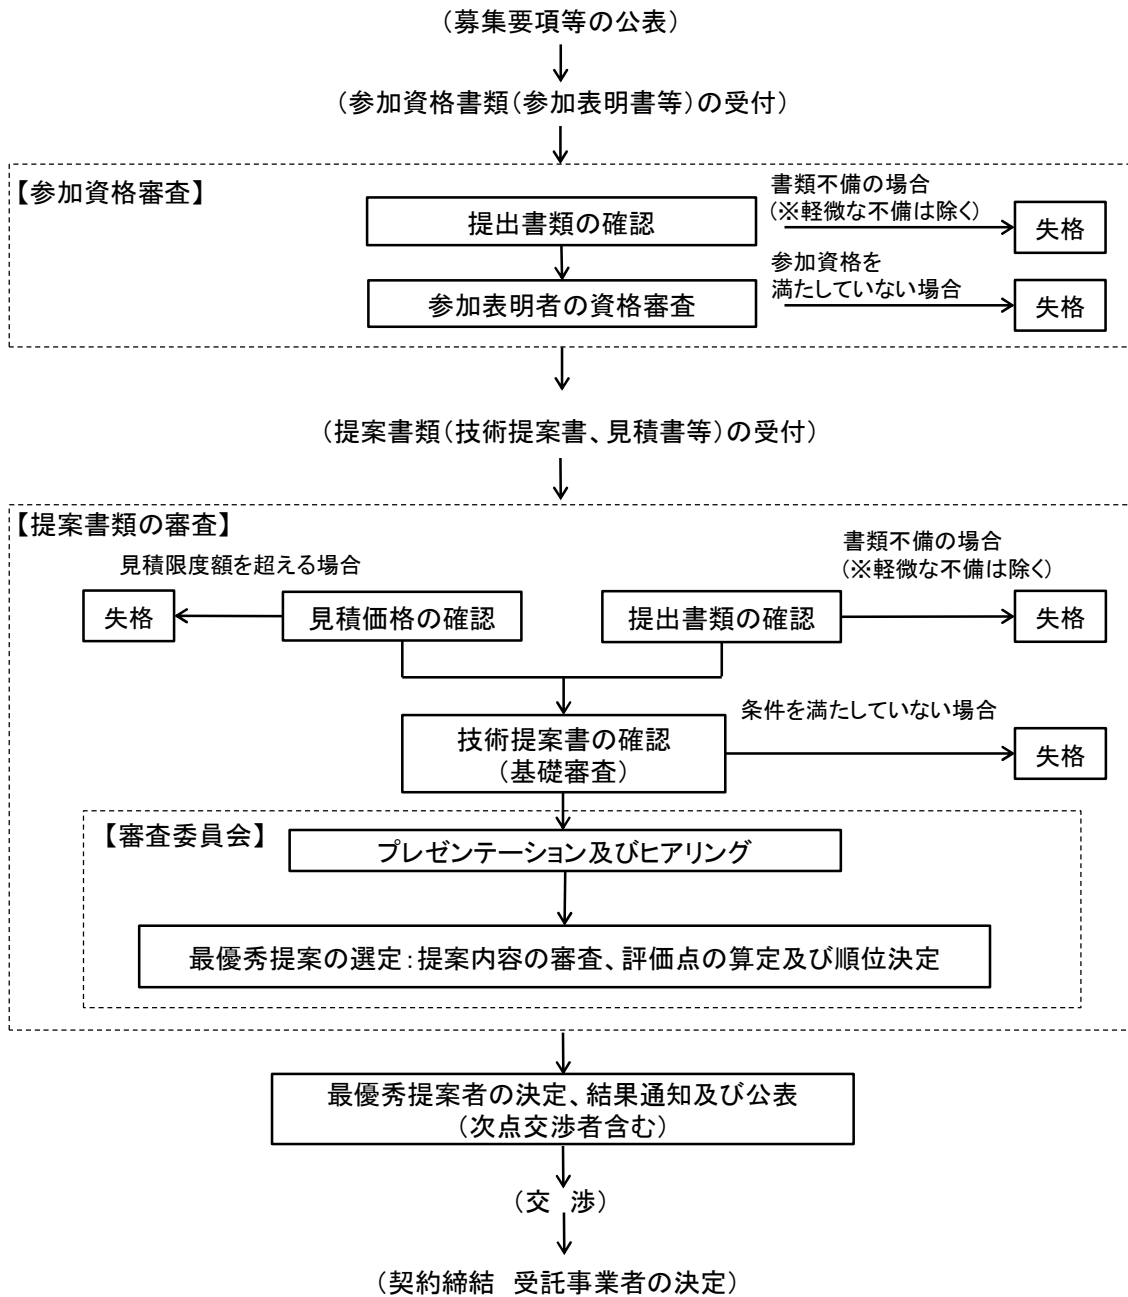 （募集要項等の公表）
（参加資格書類（参加表明書等）の受付）
【参加資格審査】
提出書類の確認
書類不備の場合
（※軽微な不備は除く）
失格
参加表明者の資格審査
参加資格を
満たしていない場合
失格
（提案書類（技術提案書、見積書等）の受付）
【提案書類の審査】
見積限度額を超える場合
書類不備の場合
（※軽微な不備は除く）
失格
見積価格の確認
提出書類の確認
失格
技術提案書の確認
（基礎審査）
条件を満たしていない場合
失格
【審査委員会】
プレゼンテーション及びヒアリング
最優秀提案の選定：提案内容の審査、評価点の算定及び順位決定
最優秀提案者の決定、結果通知及び公表
（次点交渉者含む）
（交　渉）
（契約締結　受託事業者の決定）